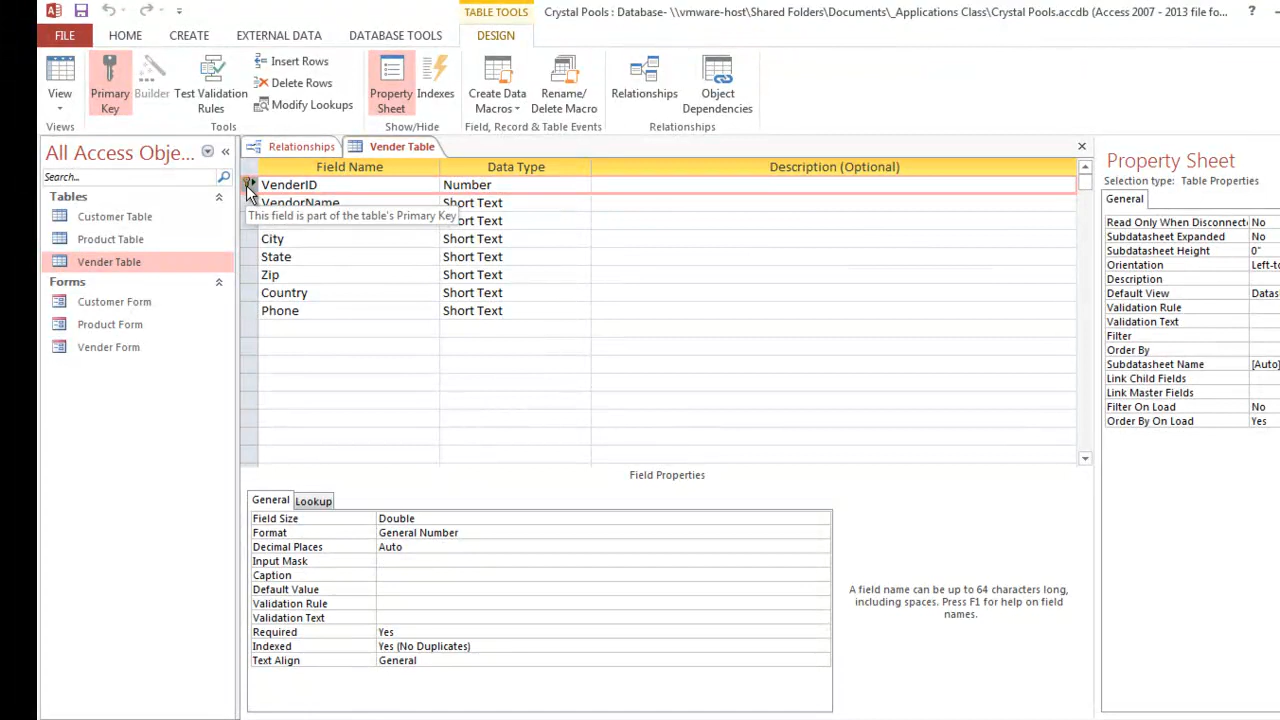 TABLE TOOLS
Crystal Pools : Database- \\vmware-host\Shared Folders\Documents\_Applications Class\Crystal Pools.accdb (Access 2007 - 2013 file fo...
FILE HOME CREATE EXTERNAL DATA DATABASE TOOLS DESIGN
View
Primary Key
Builder
Test Validation Rules
Insert Rows
Delete Rows
Modify Lookups
Property Sheet
Indexes
Create Data Macros
Rename/ Delete Macro
Relationships
Object Dependencies
Views Tools Show/Hide Field, Record & Table Events Relationships
All Access Obje...
Search...
Tables
Customer Table
Product Table
Vender Table
Forms
Customer Form
Product Form
Vender Form
Relationships Vender Table
Field Name Data Type Description (Optional)
VenderID Number
VendorName Short Text
This field is part of the table's Primary Key
Short Text
City Short Text
State Short Text
Zip Short Text
Country Short Text
Phone Short Text
Field Properties
General Lookup
Field Size Double
Format General Number
Decimal Places Auto
Input Mask
Caption
Default Value
Validation Rule
Validation Text
Required Yes
Indexed Yes (No Duplicates)
Text Align General
A field name can be up to 64 characters long,
including spaces. Press F1 for help on field
names.
Property Sheet
Selection type: Table Properties
General
Read Only When Disconnect No
Subdatasheet Expanded No
Subdatasheet Height 0"
Orientation Left-to
Description
Default View Datas
Validation Rule
Validation Text
Filter
Order By
Subdatasheet Name [Auto]
Link Child Fields
Link Master Fields
Filter On Load No
Order By On Load Yes